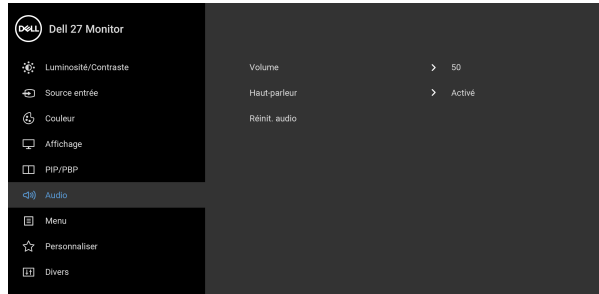 DELL Dell 27 Monitor
Luminosité/Contraste
Source entrée
Couleur
Affichage
PIP/PBP
Audio
Menu
Personnaliser
Divers
Volume > 50
Haut-parleur > Activé
Réinit. audio